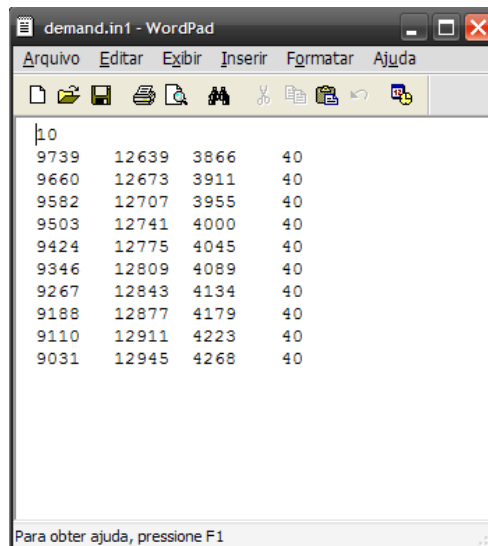 demand.in1 - WordPad
Arquivo Editar Exibir Inserir Formatar Ajuda
10
9739 12639 3866 40
9660 12673 3911 40
9582 12707 3955 40
9503 12741 4000 40
9424 12775 4045 40
9346 12809 4089 40
9267 12843 4134 40
9188 12877 4179 40
9110 12911 4223 40
9031 12945 4268 40
Para obter ajuda, pressione F1